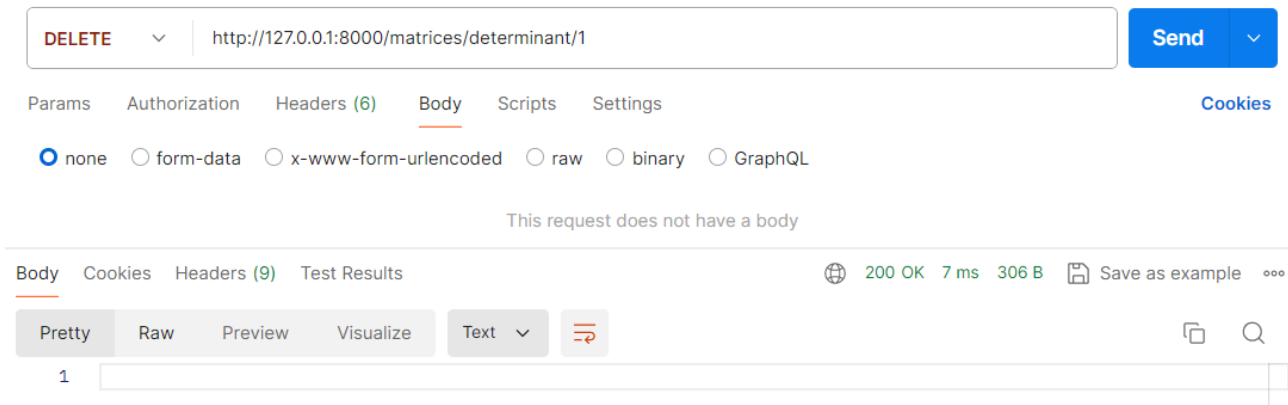 DELETE http://127.0.0.1:8000/matrices/determinant/1 Send
Params Authorization Headers (6) Body Scripts Settings Cookies
none form-data x-www-form-urlencoded raw binary GraphQL
This request does not have a body
Body Cookies Headers (9) Test Results 200 OK 7 ms 306 B Save as example
Pretty Raw Preview Visualize Text
1